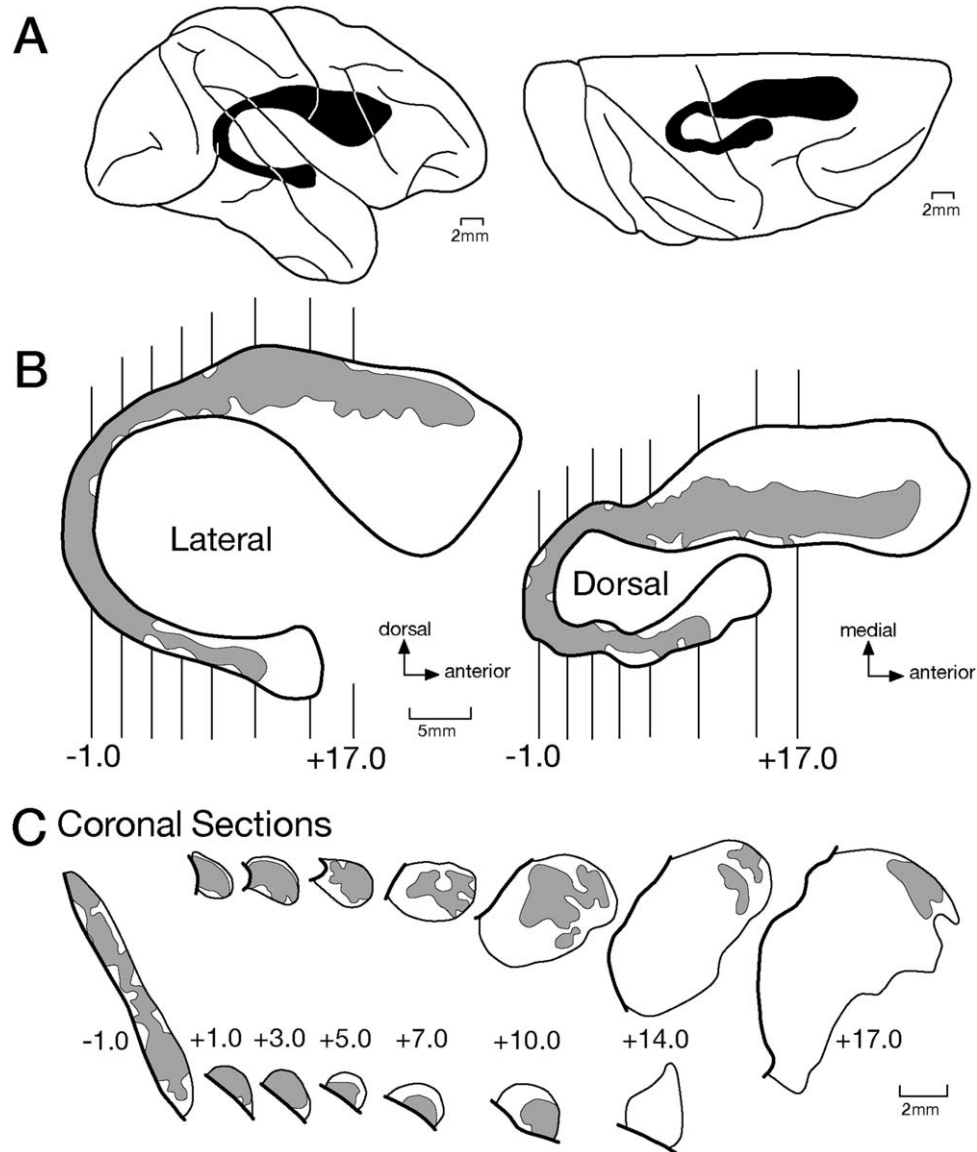 A
2mm
2mm
B
Lateral
Dorsal
dorsal
anterior
medial
anterior
5mm
-1.0
+17.0
-1.0
+17.0
C Coronal Sections
-1.0
+1.0
+3.0
+5.0
+7.0
+10.0
+14.0
+17.0
2mm